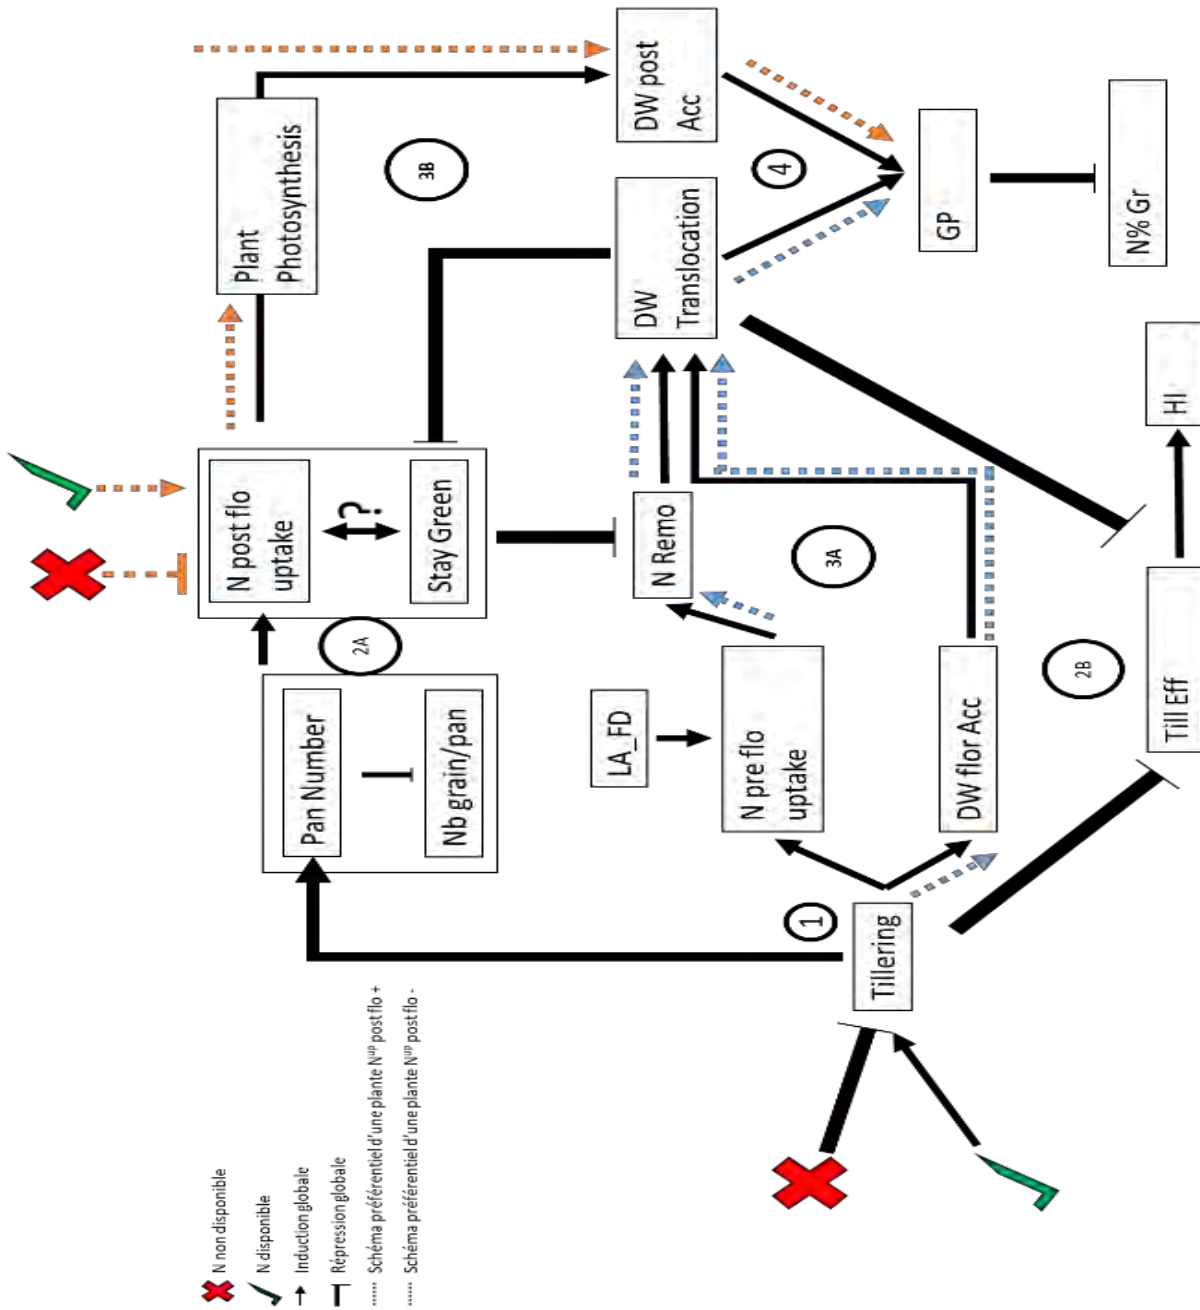 N non disponible
N disponible
Induction globale
Répression globale
Schéma préférentiel d'une plante Nᵘᵖ post flo +
Schéma préférentiel d'une plante Nᵘᵖ post flo -
Tillering
1
Pan Number
Nb grain/pan
2A
N post flo
uptake
?
Stay Green
Plant
Photosynthesis
3B
LA_FD
N pre flo
uptake
DW flor Acc
N Remo
3A
DW
Translocation
DW post
Acc
4
2B
Till Eff
HI
GP
N% Gr